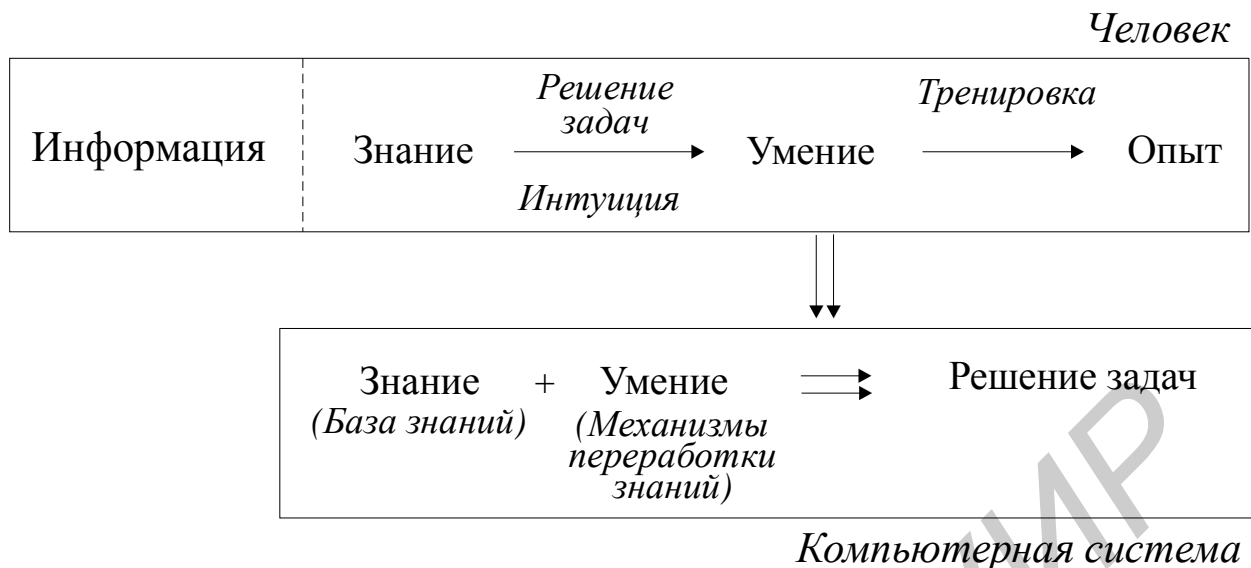 Человек
Решение
задач
Тренировка
Информация Знание Умение Опыт
Интуиция
Знание + Умение Решение задач
(База знаний) (Механизмы
переработки
знаний)
Компьютерная система